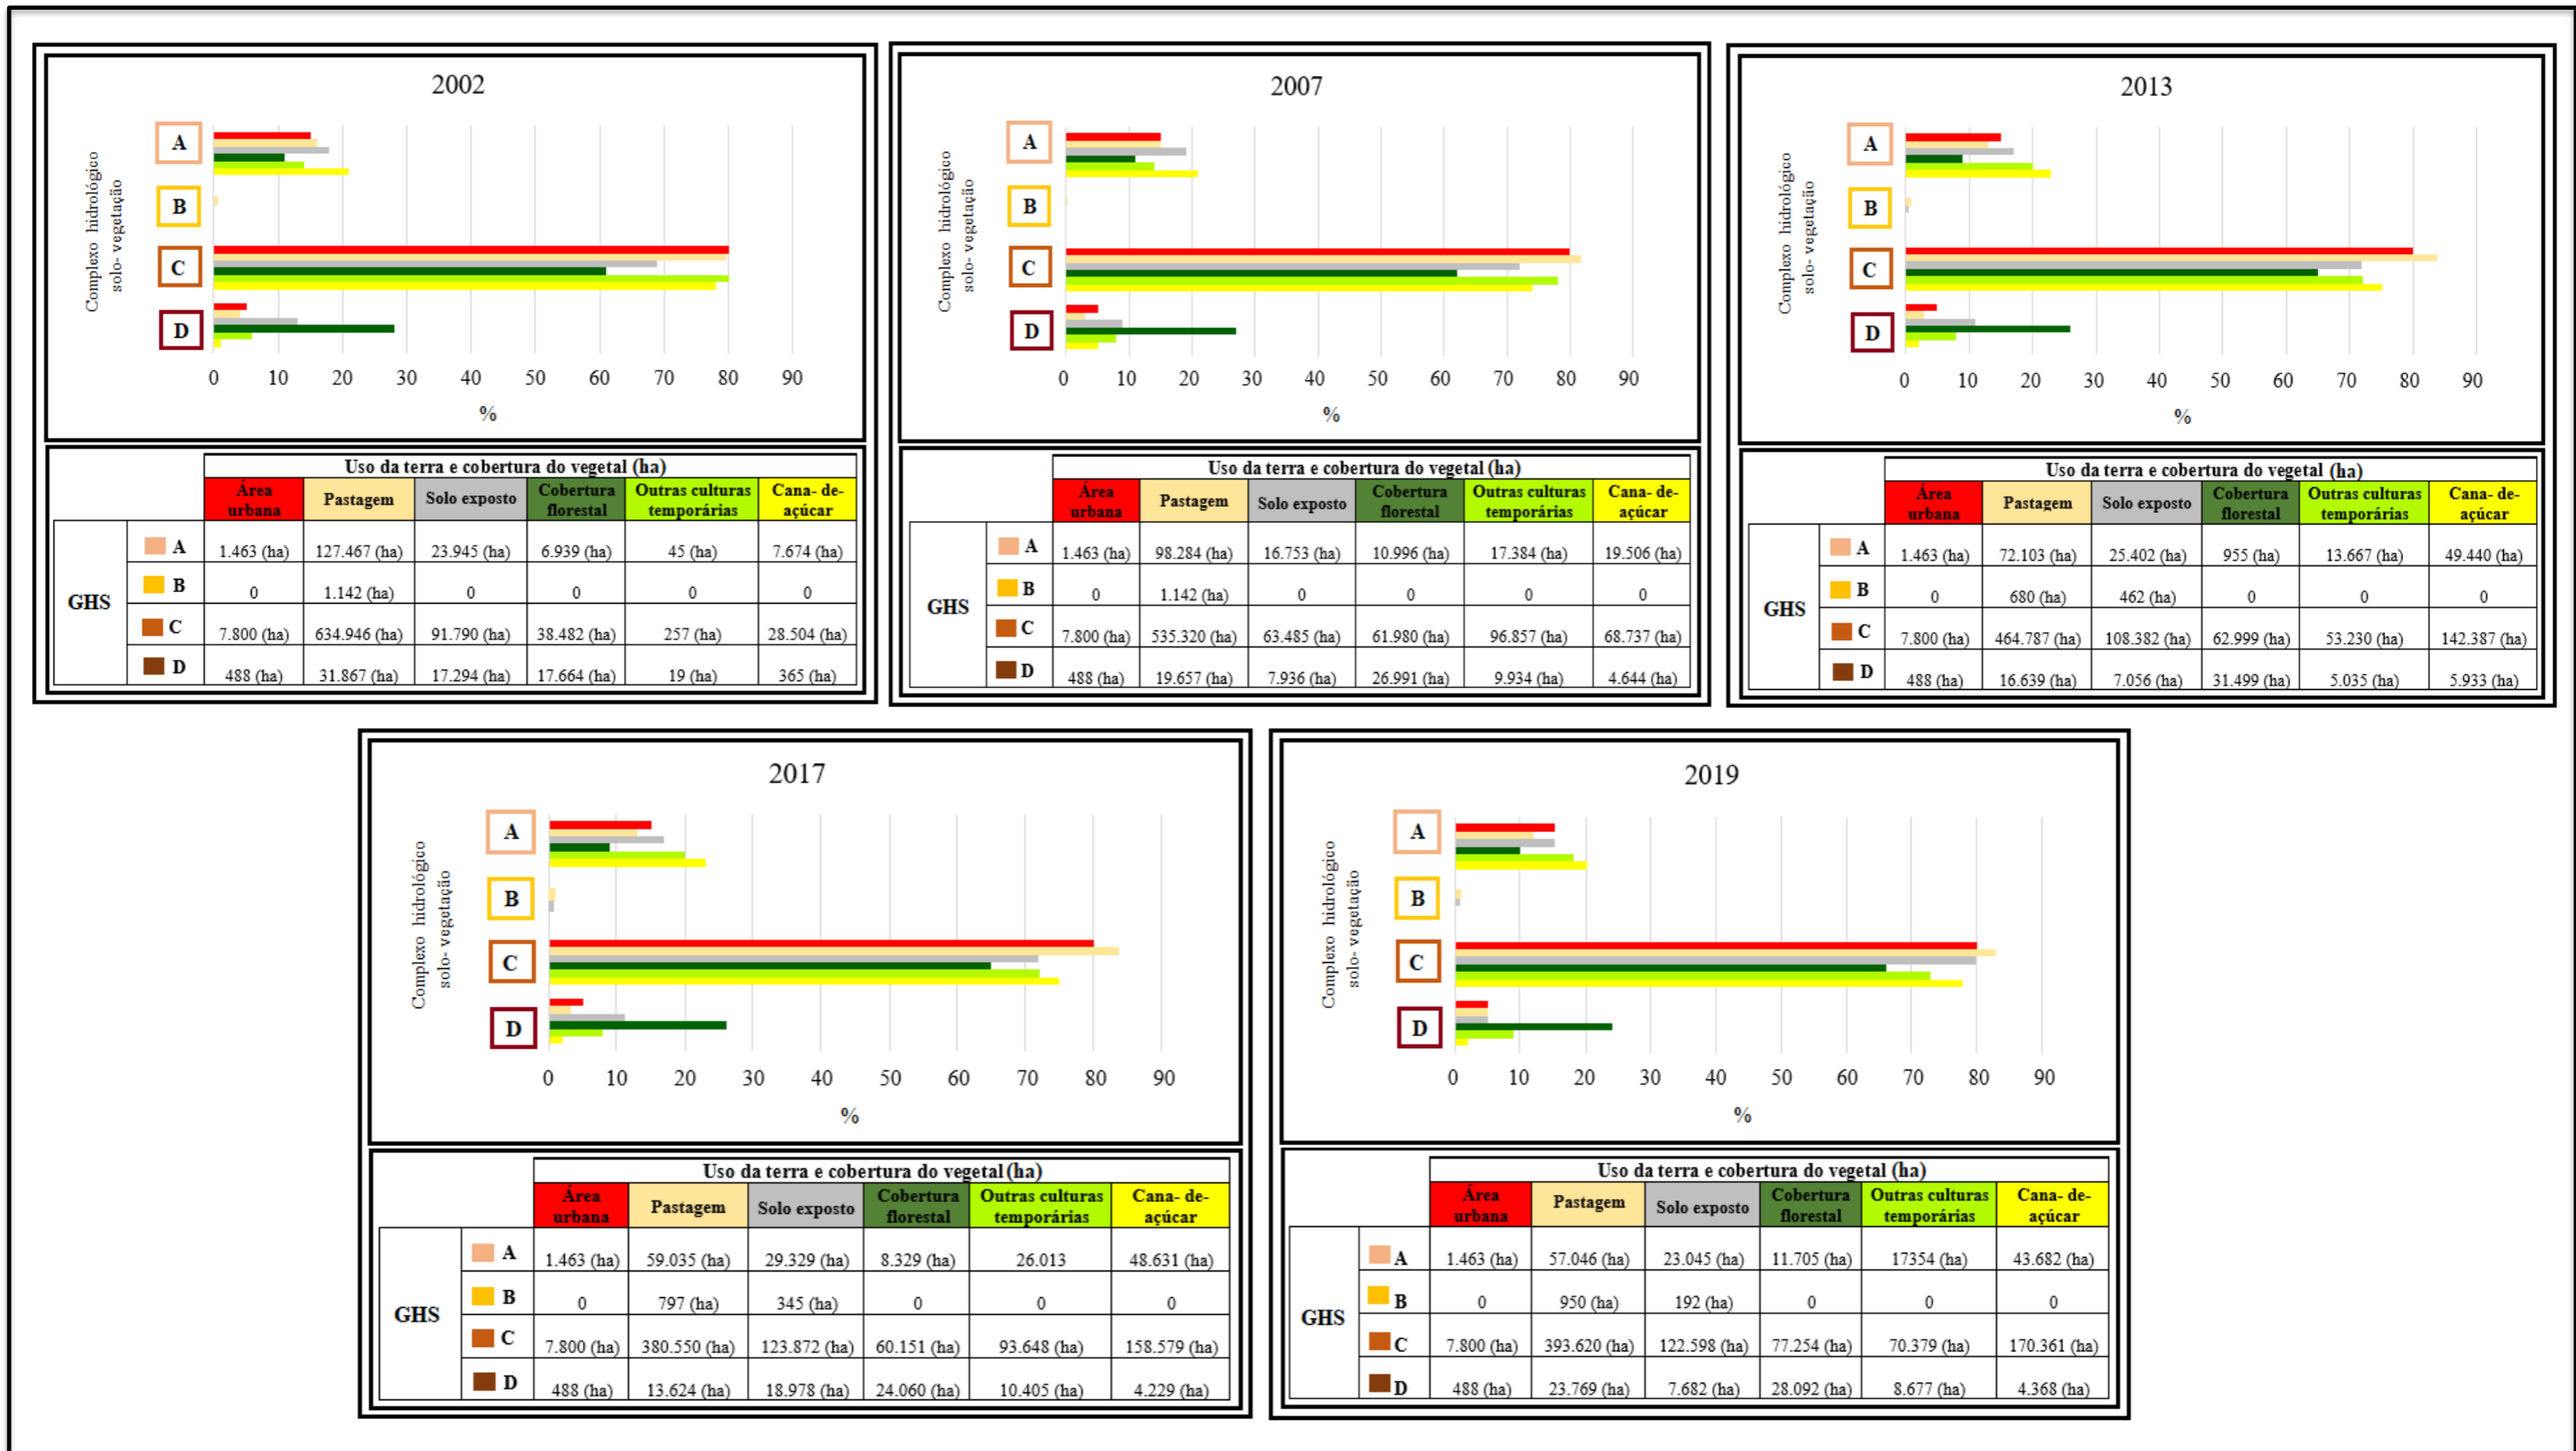 2002
Complexo hidrológico
solo- vegetação
A
B
C
D
0 10 20 30 40 50 60 70 80 90
%
Uso da terra e cobertura do vegetal (ha)
Área urbana Pastagem Solo exposto Cobertura florestal Outras culturas temporárias Cana- de- açúcar
GHS
A 1.463 (ha) 127.467 (ha) 23.945 (ha) 6.939 (ha) 45 (ha) 7.674 (ha)
B 0 1.142 (ha) 0 0 0 0
C 7.800 (ha) 634.946 (ha) 91.790 (ha) 38.482 (ha) 257 (ha) 28.504 (ha)
D 488 (ha) 31.867 (ha) 17.294 (ha) 17.664 (ha) 19 (ha) 365 (ha)
2007
Complexo hidrológico
solo- vegetação
A
B
C
D
0 10 20 30 40 50 60 70 80 90
%
Uso da terra e cobertura do vegetal (ha)
Área urbana Pastagem Solo exposto Cobertura florestal Outras culturas temporárias Cana- de- açúcar
GHS
A 1.463 (ha) 98.284 (ha) 16.753 (ha) 10.996 (ha) 17.384 (ha) 19.506 (ha)
B 0 1.142 (ha) 0 0 0 0
C 7.800 (ha) 535.320 (ha) 63.485 (ha) 61.980 (ha) 96.857 (ha) 68.737 (ha)
D 488 (ha) 19.657 (ha) 7.936 (ha) 26.991 (ha) 9.934 (ha) 4.644 (ha)
2013
Complexo hidrológico
solo- vegetação
A
B
C
D
0 10 20 30 40 50 60 70 80 90
%
Uso da terra e cobertura do vegetal (ha)
Área urbana Pastagem Solo exposto Cobertura florestal Outras culturas temporárias Cana- de- açúcar
GHS
A 1.463 (ha) 72.103 (ha) 25.402 (ha) 955 (ha) 13.667 (ha) 49.440 (ha)
B 0 680 (ha) 462 (ha) 0 0 0
C 7.800 (ha) 464.787 (ha) 108.382 (ha) 62.999 (ha) 53.230 (ha) 142.387 (ha)
D 488 (ha) 16.639 (ha) 7.056 (ha) 31.499 (ha) 5.035 (ha) 5.933 (ha)
2017
Complexo hidrológico
solo- vegetação
A
B
C
D
0 10 20 30 40 50 60 70 80 90
%
Uso da terra e cobertura do vegetal (ha)
Área urbana Pastagem Solo exposto Cobertura florestal Outras culturas temporárias Cana- de- açúcar
GHS
A 1.463 (ha) 59.035 (ha) 29.329 (ha) 8.329 (ha) 26.013 48.631 (ha)
B 0 797 (ha) 345 (ha) 0 0 0
C 7.800 (ha) 380.550 (ha) 123.872 (ha) 60.151 (ha) 93.648 (ha) 158.579 (ha)
D 488 (ha) 13.624 (ha) 18.978 (ha) 24.060 (ha) 10.405 (ha) 4.229 (ha)
2019
Complexo hidrológico
solo- vegetação
A
B
C
D
0 10 20 30 40 50 60 70 80 90
%
Uso da terra e cobertura do vegetal (ha)
Área urbana Pastagem Solo exposto Cobertura florestal Outras culturas temporárias Cana- de- açúcar
GHS
A 1.463 (ha) 57.046 (ha) 23.045 (ha) 11.705 (ha) 17354 (ha) 43.682 (ha)
B 0 950 (ha) 192 (ha) 0 0 0
C 7.800 (ha) 393.620 (ha) 122.598 (ha) 77.254 (ha) 70.379 (ha) 170.361 (ha)
D 488 (ha) 23.769 (ha) 7.682 (ha) 28.092 (ha) 8.677 (ha) 4.368 (ha)